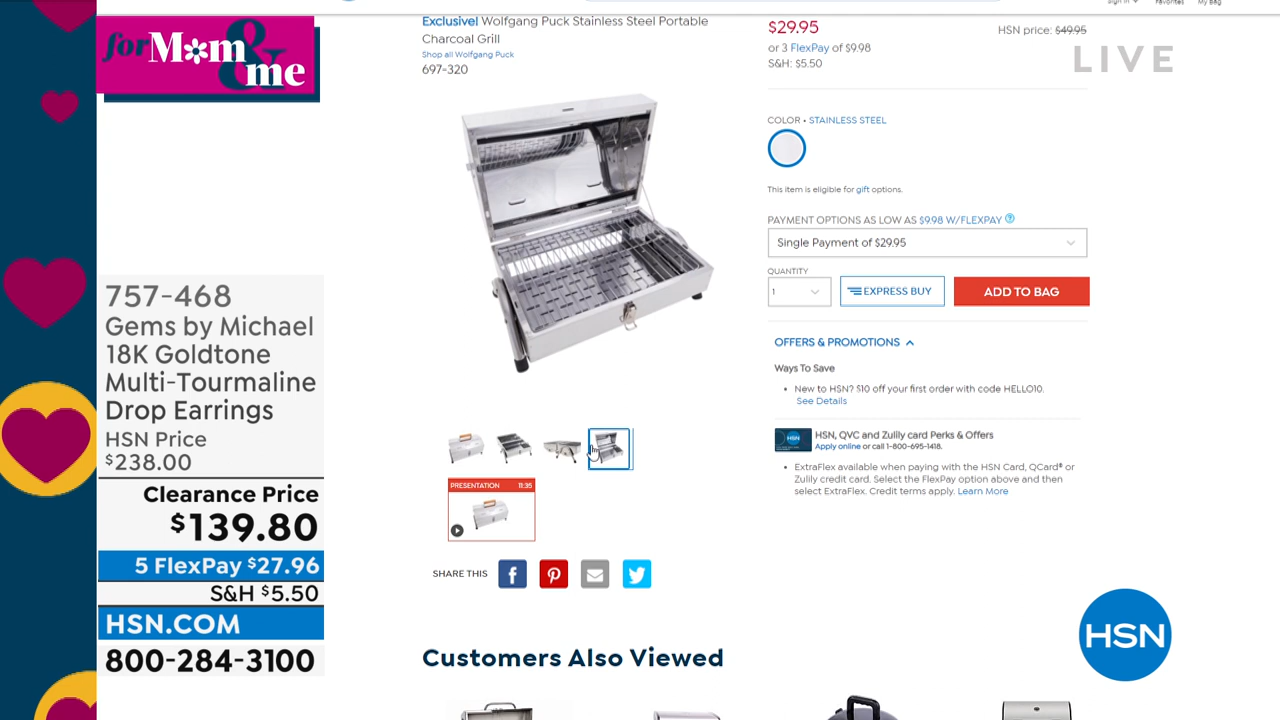 Sign in
Favorites
My Bag
for Mom & me
757-468
Gems by Michael
18K Goldtone
Multi-Tourmaline
Drop Earrings
HSN Price
$238.00
Clearance Price
$139.80
5 FlexPay $27.96
S&H $5.50
HSN.COM
800-284-3100
Exclusive! Wolfgang Puck Stainless Steel Portable
Charcoal Grill
Shop all Wolfgang Puck
697-320
PRESENTATION 11:35
SHARE THIS
$29.95
HSN price: $49.95
or 3 FlexPay of $9.98
S&H: $5.50
LIVE
COLOR • STAINLESS STEEL
This item is eligible for gift options.
PAYMENT OPTIONS AS LOW AS $9.98 W/FLEXPAY ?
Single Payment of $29.95
QUANTITY
1
EXPRESS BUY
ADD TO BAG
OFFERS & PROMOTIONS
Ways To Save
• New to HSN? $10 off your first order with code HELLO10.
See Details
HSN
HSN, QVC and Zulily card Perks & Offers
Apply online or call 1-800-695-1418.
• ExtraFlex available when paying with the HSN Card, QCard® or
Zulily credit card. Select the FlexPay option above and then
select ExtraFlex. Credit terms apply. Learn More
Customers Also Viewed
HSN